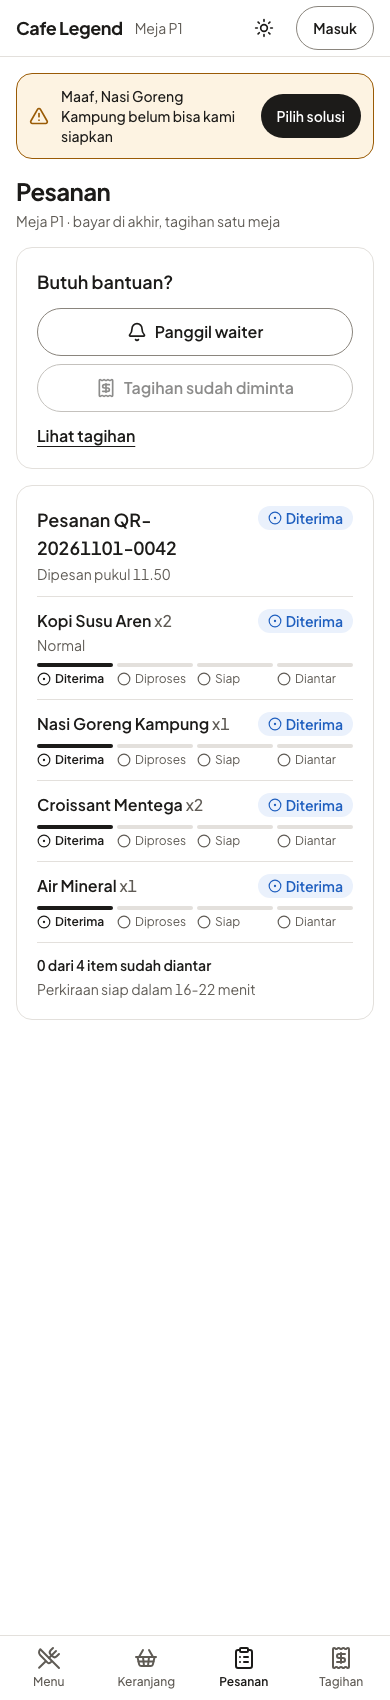 Cafe Legend Meja P1 Masuk
Maaf, Nasi Goreng
Kampung belum bisa kami
siapkan
Pilih solusi
Pesanan
Meja P1 · bayar di akhir, tagihan satu meja
Butuh bantuan?
Panggil waiter
Tagihan sudah diminta
Lihat tagihan
Pesanan QR-
20261101-0042
Diterima
Dipesan pukul 11.50
Kopi Susu Aren x2 Diterima
Normal
Diterima Diproses Siap Diantar
Nasi Goreng Kampung x1 Diterima
Diterima Diproses Siap Diantar
Croissant Mentega x2 Diterima
Diterima Diproses Siap Diantar
Air Mineral x1 Diterima
Diterima Diproses Siap Diantar
0 dari 4 item sudah diantar
Perkiraan siap dalam 16-22 menit
Menu Keranjang Pesanan Tagihan